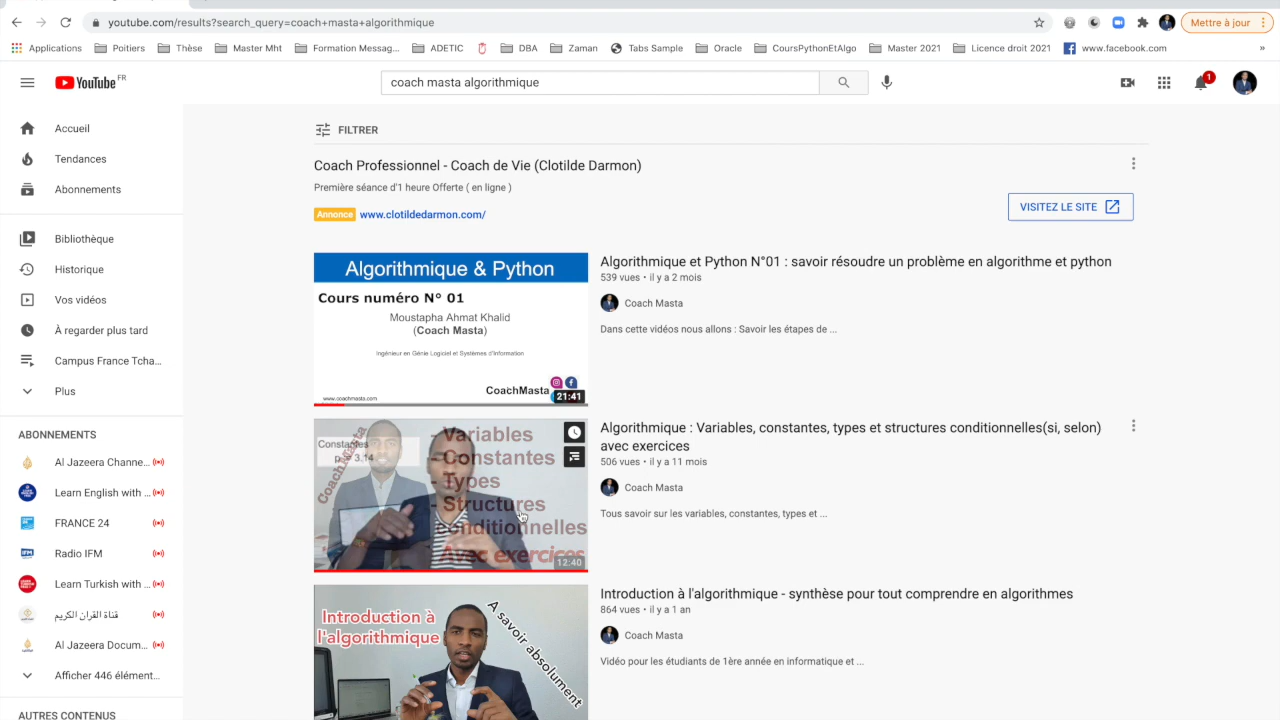 youtube.com/results?search_query=coach+masta+algorithmique
Mettre à jour
Applications
Poitiers
Thèse
Master Mht
Formation Messag...
ADETIC
DBA
Zaman
Tabs Sample
Oracle
CoursPythonEtAlgo
Master 2021
Licence droit 2021
www.facebook.com
»
YouTube FR
coach masta algorithmique
1
Accueil
Tendances
Abonnements
Bibliothèque
Historique
Vos vidéos
À regarder plus tard
Campus France Tcha...
Plus
ABONNEMENTS
Al Jazeera Channe...
Learn English with ...
FRANCE 24
Radio IFM
Learn Turkish with ...
قناة القران الكريم
Al Jazeera Docum...
Afficher 446 élément...
AUTRES CONTENUS
FILTRER
Coach Professionnel - Coach de Vie (Clotilde Darmon)
Première séance d'1 heure Offerte ( en ligne )
Annonce www.clotildedarmon.com/
VISITEZ LE SITE
Algorithmique & Python
Cours numéro N° 01
Moustapha Ahmat Khalid
(Coach Masta)
Ingénieur en Génie Logiciel et Systèmes d'Information
CoachMasta
www.coachmasta.com
21:41
Algorithmique et Python N°01 : savoir résoudre un problème en algorithme et python
539 vues • il y a 2 mois
Coach Masta
Dans cette vidéos nous allons : Savoir les étapes de ...
Constantes
3.14
CoachMasta
- Variables
- Constantes
- Types
- Structures
conditionnelles
Avec exercices
12:40
Algorithmique : Variables, constantes, types et structures conditionnelles(si, selon)
avec exercices
506 vues • il y a 11 mois
Coach Masta
Tous savoir sur les variables, constantes, types et ...
Introduction à
l'algorithmique
A savoir absolument
Introduction à l'algorithmique - synthèse pour tout comprendre en algorithmes
864 vues • il y a 1 an
Coach Masta
Vidéo pour les étudiants de 1ère année en informatique et ...